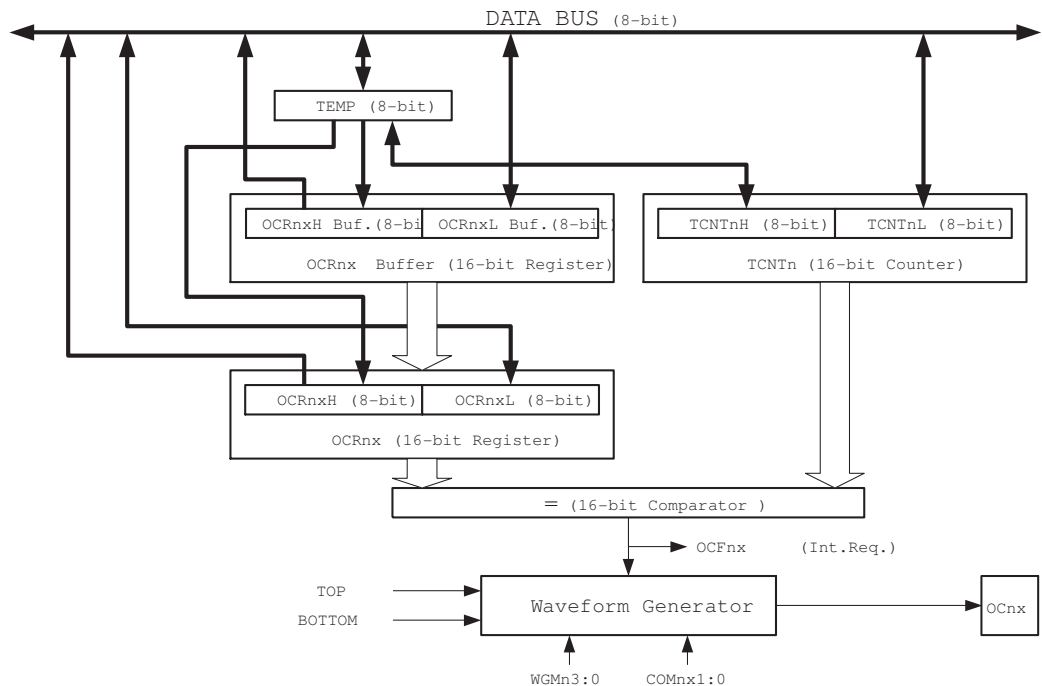 DATA BUS (8-bit)
TEMP (8-bit)
OCRnxH Buf.(8-bi OCRnxL Buf.(8-bit)
TCNTnH (8-bit) TCNTnL (8-bit)
OCRnx Buffer (16-bit Register)
TCNTn (16-bit Counter)
OCRnxH (8-bit) OCRnxL (8-bit)
OCRnx (16-bit Register)
= (16-bit Comparator )
OCFnx (Int.Req.)
TOP
BOTTOM
Waveform Generator
OCnx
WGMn3:0 COMnx1:0